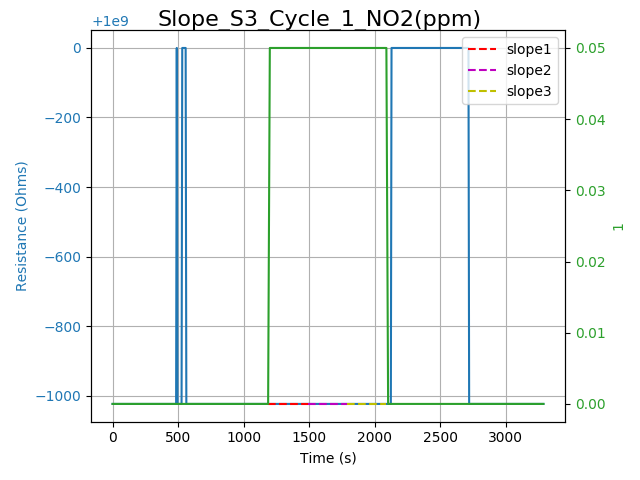 Slope_S3_Cycle_1_NO2(ppm)
+1e9
0
−200
−400
−600
−800
−1000
Resistance (Ohms)
slope1
slope2
slope3
0.05
0.04
0.03
0.02
0.01
0.00
1
0 500 1000 1500 2000 2500 3000
Time (s)